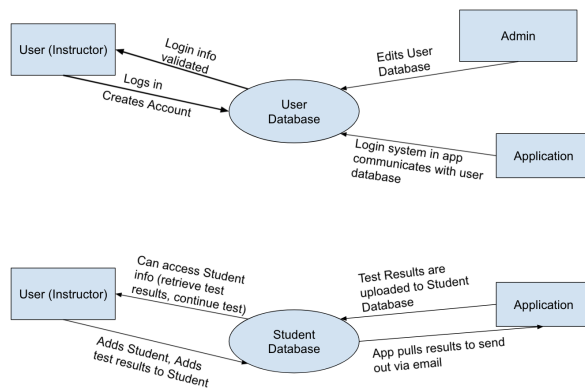 User (Instructor)
Login info
validated
Logs in
Creates Account
User
Database
Admin
Edits User
Database
Login system in app
communicates with user
database
Application
User (Instructor)
Can access Student
info (retrieve test
results, continue test)
Adds Student, Adds
test results to Student
Student
Database
Test Results are
uploaded to Student
Database
Application
App pulls results to send
out via email